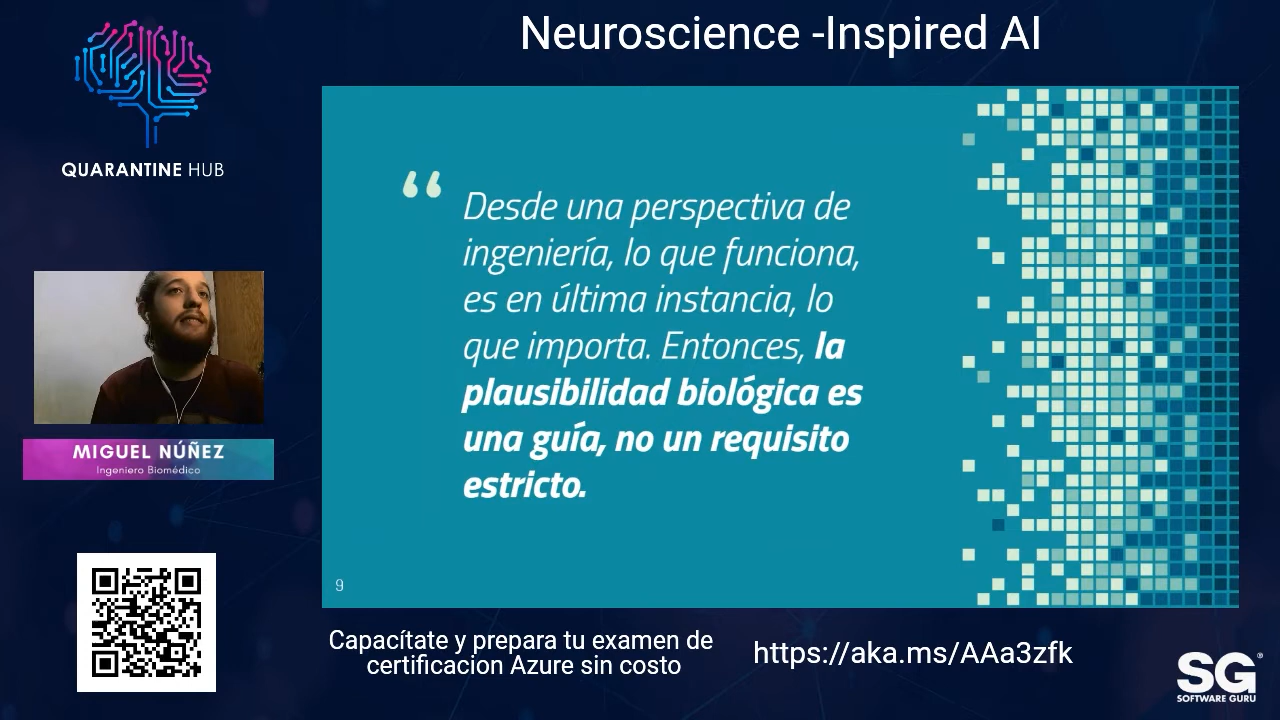 Neuroscience -Inspired AI
QUARANTINE HUB
“
Desde una perspectiva de
ingeniería, lo que funciona,
es en última instancia, lo
que importa. Entonces, la
plausibilidad biológica es
una guía, no un requisito
estricto.
9
MIGUEL NÚÑEZ
Ingeniero Biomédico
Capacítate y prepara tu examen de
certificacion Azure sin costo
https://aka.ms/AAa3zfk
SG®
SOFTWARE GURU